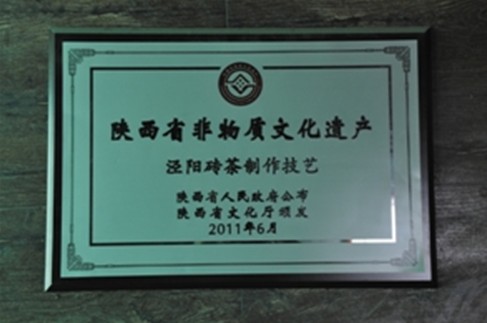 陕西省非物质文化遗产
泾阳砖茶制作技艺
陕西省人民政府公布
陕西省文化厅颁发
2011年6月